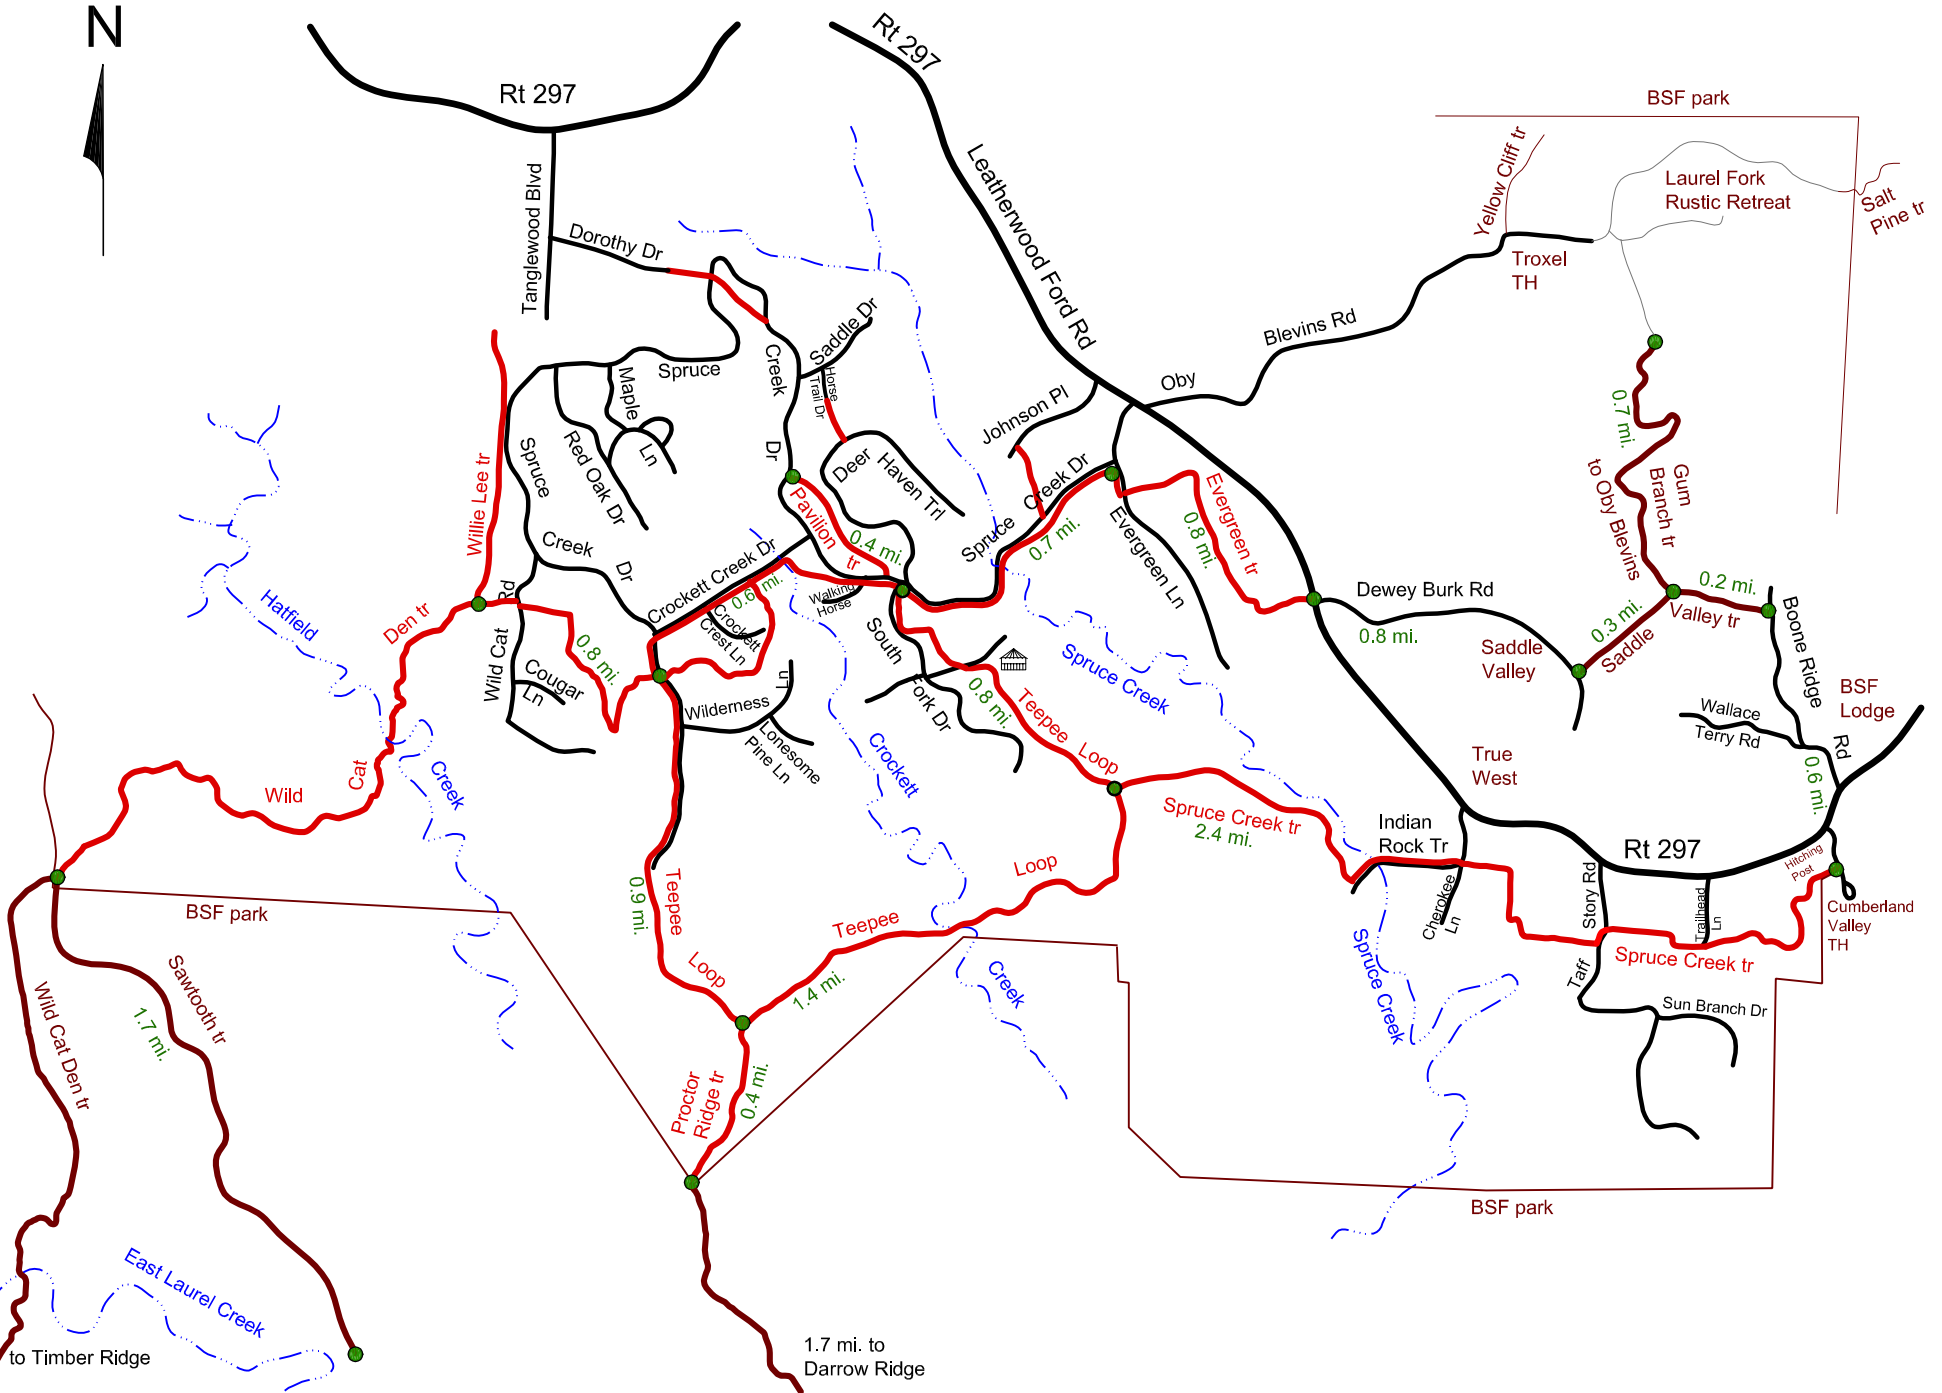 N
Rt 297
Rt 297
BSF park
Yellow Cliff tr
Laurel Fork
Rustic Retreat
Salt
Pine tr
Tanglewood Blvd
Dorothy Dr
Leatherwood Ford Rd
Troxel
TH
Blevins Rd
Oby
Saddle Dr
Horse
Trail Dr
Creek
Dr
Spruce
Maple
Ln
Red Oak Dr
Spruce
Creek
Dr
Willie Lee tr
Johnson Pl
Deer
Haven Trl
Spruce
Creek Dr
0.7 mi.
Evergreen Ln
Evergreen tr
0.8 mi.
0.7 mi.
Gum
Branch tr
to Oby Blevins
0.2 mi.
Valley tr
0.3 mi.
Saddle
Dewey Burk Rd
0.8 mi.
Saddle
Valley
Boone Ridge
Rd
0.6 mi.
BSF
Lodge
Wallace
Terry Rd
Pavilion
tr
0.4 mi.
Crockett Creek Dr
0.6 mi.
Crockett
Crest Ln
Walking
Horse
South
Fork Dr
Hatfield
Creek
Den tr
Cat
Wild
Rd
Wild Cat
Cougar
Ln
0.8 mi.
Wilderness
Ln
Lonesome
Pine Ln
Crockett
Creek
0.8 mi.
Teepee
Loop
Spruce Creek
Spruce Creek tr
2.4 mi.
True
West
Indian
Rock Tr
Cherokee
Ln
Rt 297
Story Rd
Trailhead
Ln
Hitching
Post
Cumberland
Valley
TH
Spruce Creek tr
Taff
Sun Branch Dr
Spruce Creek
Loop
Teepee
1.4 mi.
Teepee
Loop
0.9 mi.
Proctor
Ridge tr
0.4 mi.
BSF park
BSF park
Sawtooth tr
1.7 mi.
Wild Cat Den tr
East Laurel Creek
to Timber Ridge
1.7 mi. to
Darrow Ridge